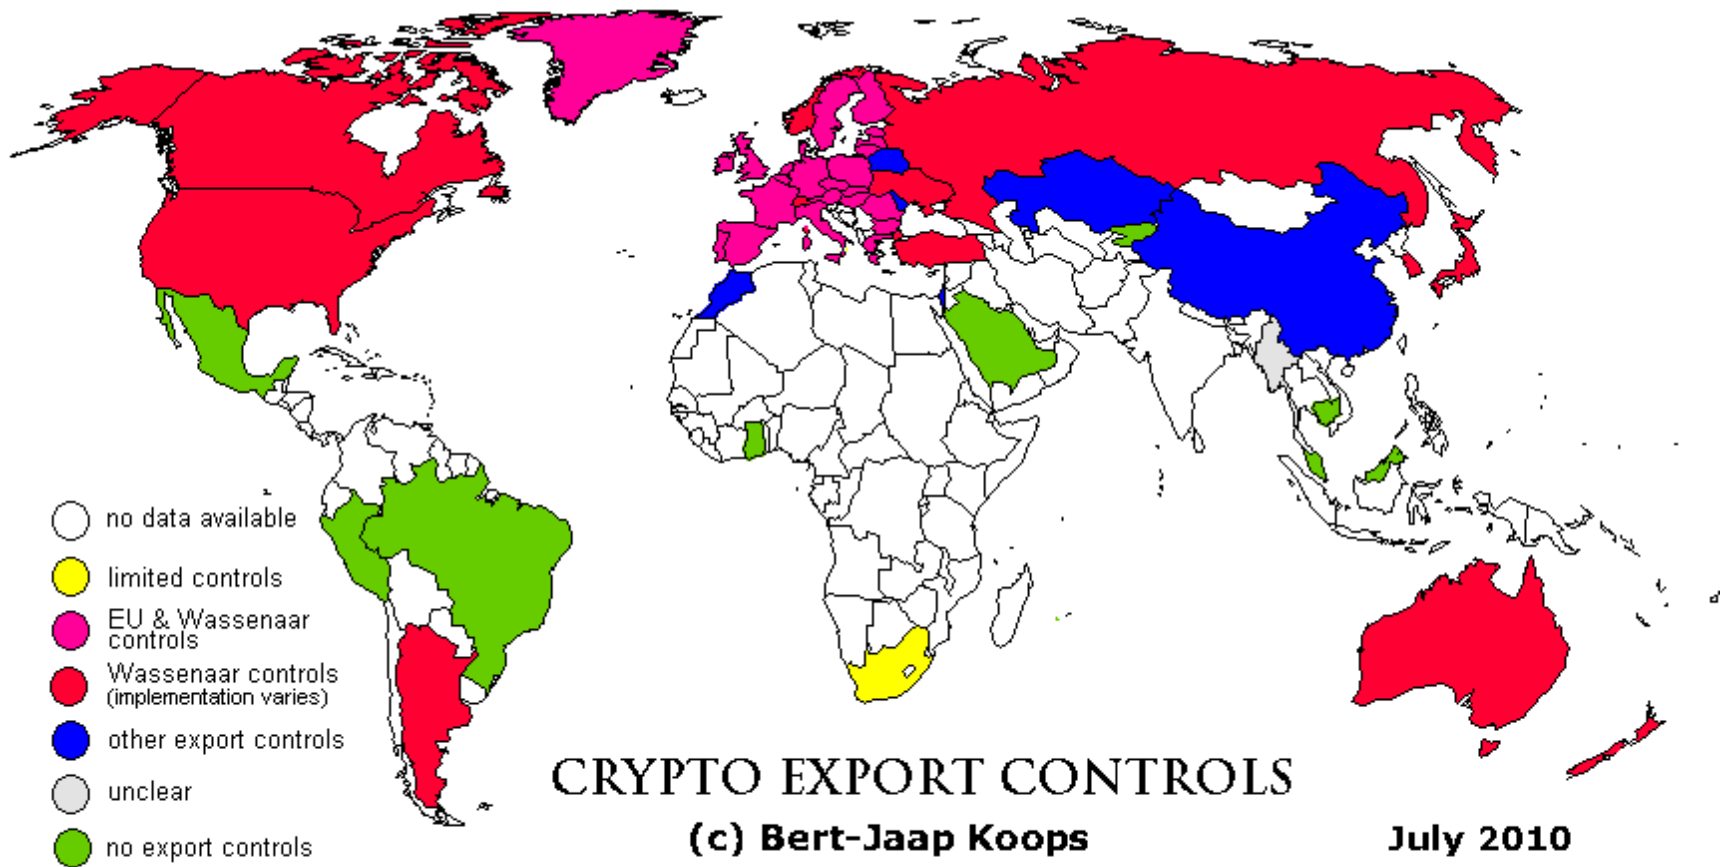 no data available
limited controls
EU & Wassenaar
controls
Wassenaar controls
(implementation varies)
other export controls
unclear
no export controls
CRYPTO EXPORT CONTROLS
(c) Bert-Jaap Koops
July 2010